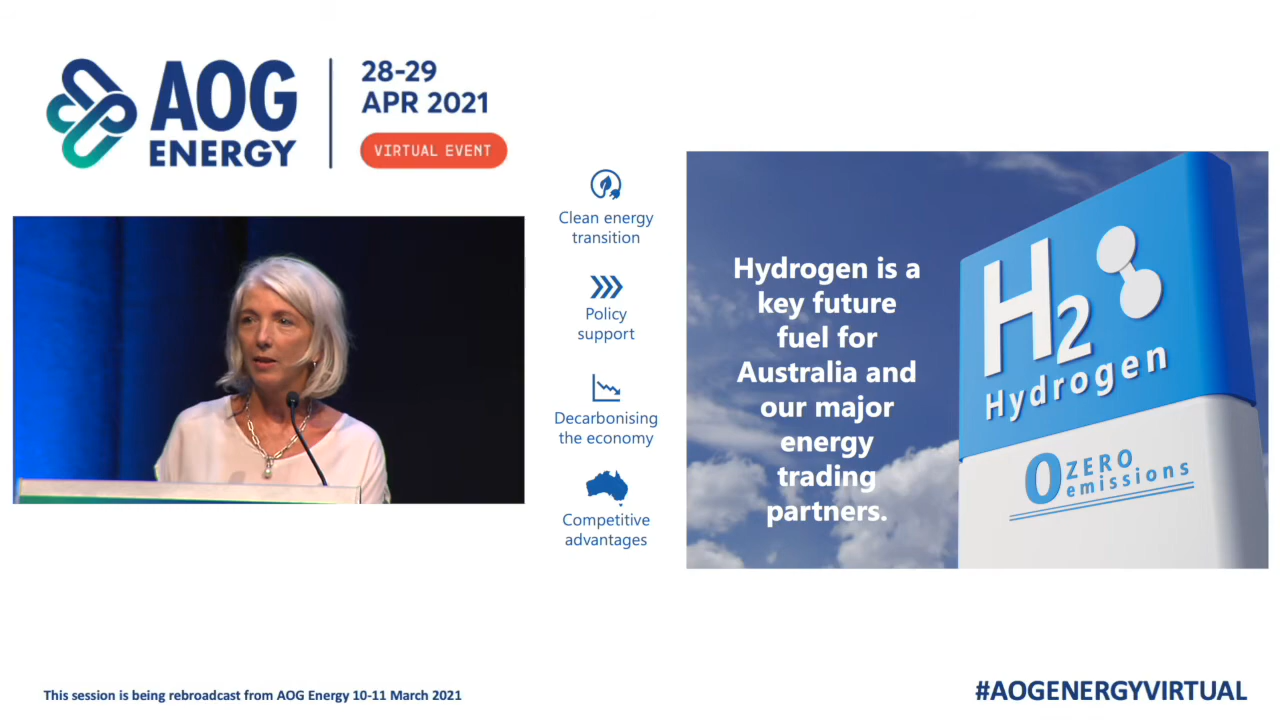 AOG
ENERGY
28-29
APR 2021
VIRTUAL EVENT
Clean energy
transition
Policy
support
Decarbonising
the economy
Competitive
advantages
Hydrogen is a
key future
fuel for
Australia and
our major
energy
trading
partners.
H2
Hydrogen
0 ZERO
emissions
This session is being rebroadcast from AOG Energy 10-11 March 2021
#AOGENERGYVIRTUAL